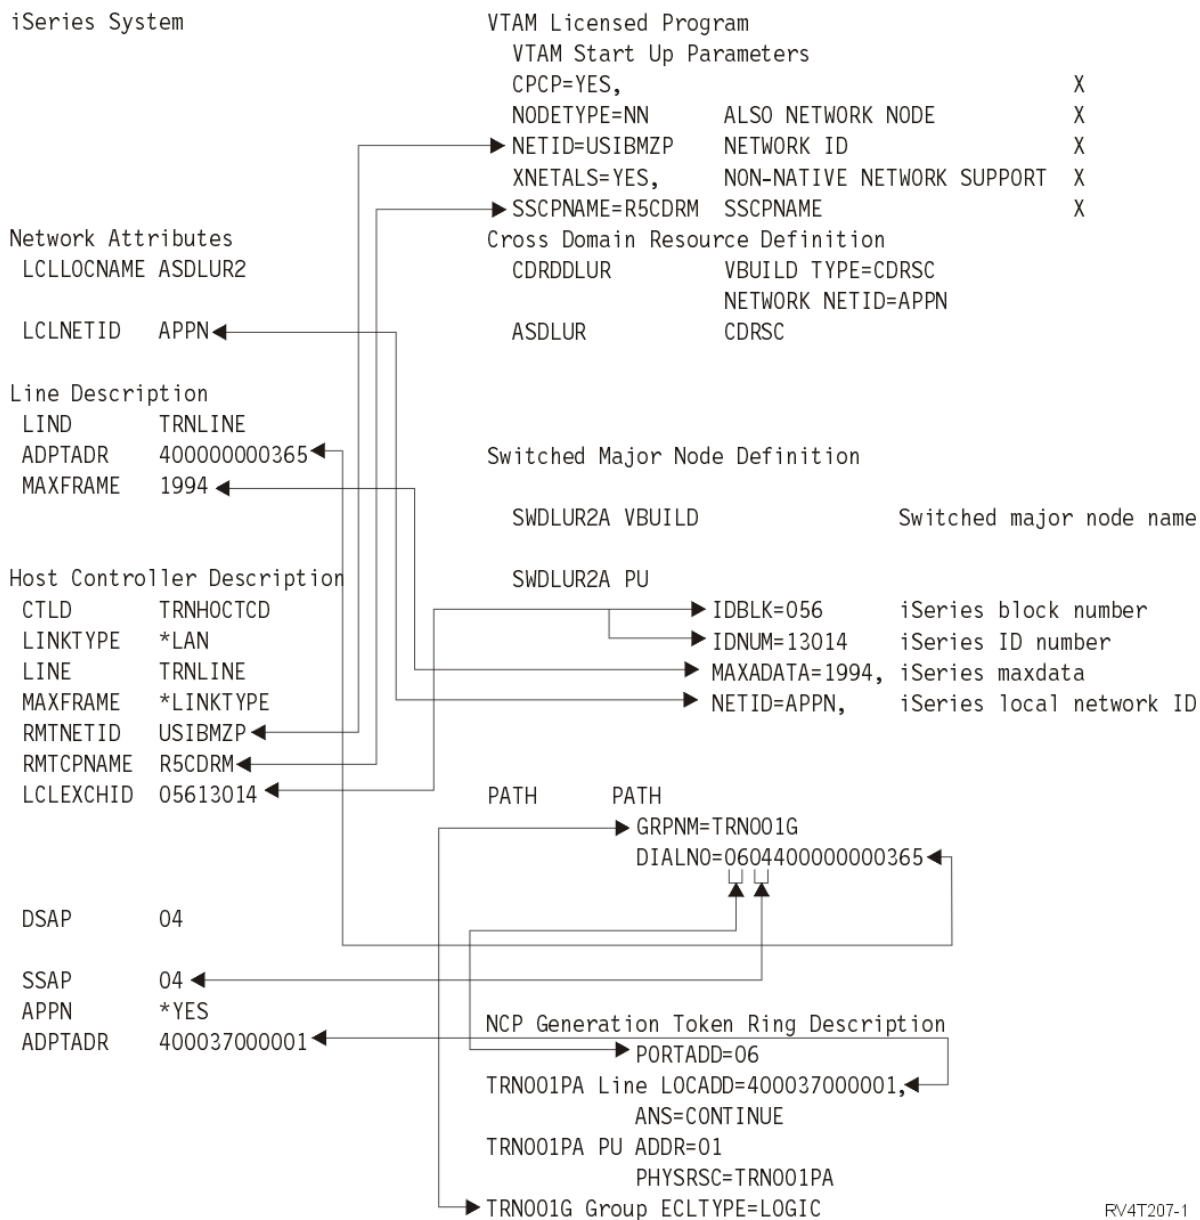 iSeries System
VTAM Licensed Program
VTAM Start Up Parameters
CPCP=YES, X
NODETYPE=NN ALSO NETWORK NODE X
NETID=USIBMZP NETWORK ID X
XNETALS=YES, NON-NATIVE NETWORK SUPPORT X
SSCPNAME=R5CDRM SSCPNAME X
Network Attributes
Cross Domain Resource Definition
LCLLOCNAME ASDLUR2
CDRDDLUR VBUILD TYPE=CDRSC
NETWORK NETID=APPN
LCLNETID APPN
ASDLUR CDRSC
Line Description
LIND TRNLINE
ADPTADR 400000000365
Switched Major Node Definition
MAXFRAME 1994
SWDLUR2A VBUILD Switched major node name
Host Controller Description
SWDLUR2A PU
CTLD TRNHOCTCD
IDBLK=056 iSeries block number
LINKTYPE *LAN
IDNUM=13014 iSeries ID number
LINE TRNLINE
MAXADATA=1994, iSeries maxdata
MAXFRAME *LINKTYPE
NETID=APPN, iSeries local network ID
RMTNETID USIBMZP
RMTCPNAME R5CDRM
LCLEXCHID 05613014
PATH PATH
GRPNM=TRN001G
DIALNO=0604400000000365
DSAP 04
SSAP 04
APPN *YES
NCP Generation Token Ring Description
ADPTADR 400037000001
PORTADD=06
TRN001PA Line LOCADD=400037000001,
ANS=CONTINUE
TRN001PA PU ADDR=01
PHYSRSC=TRN001PA
TRN001G Group ECLTYPE=LOGIC
RV4T207-1